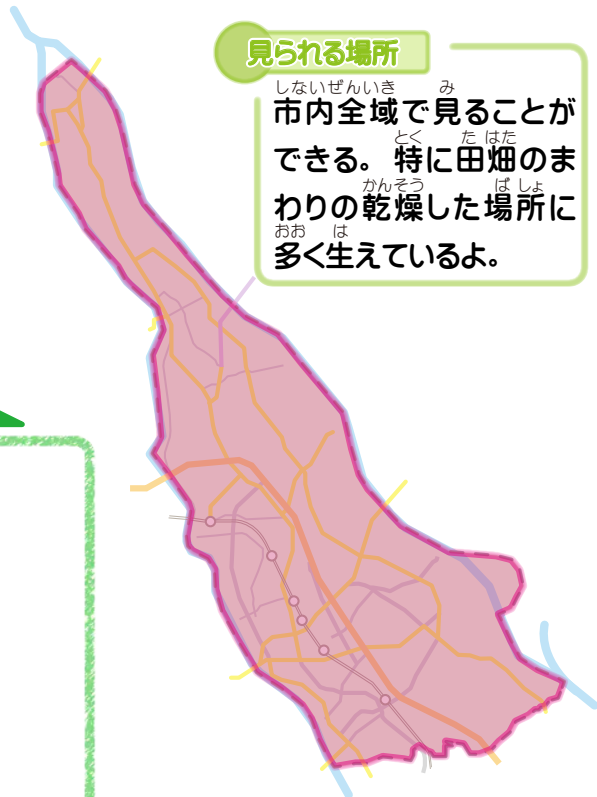 見られる場所
しないぜんいき み
市内全域で見ることが
とく た はた
できる。特に田畑のま
かんそう ば しょ
わりの乾燥した場所に
おお は
多く生えているよ。